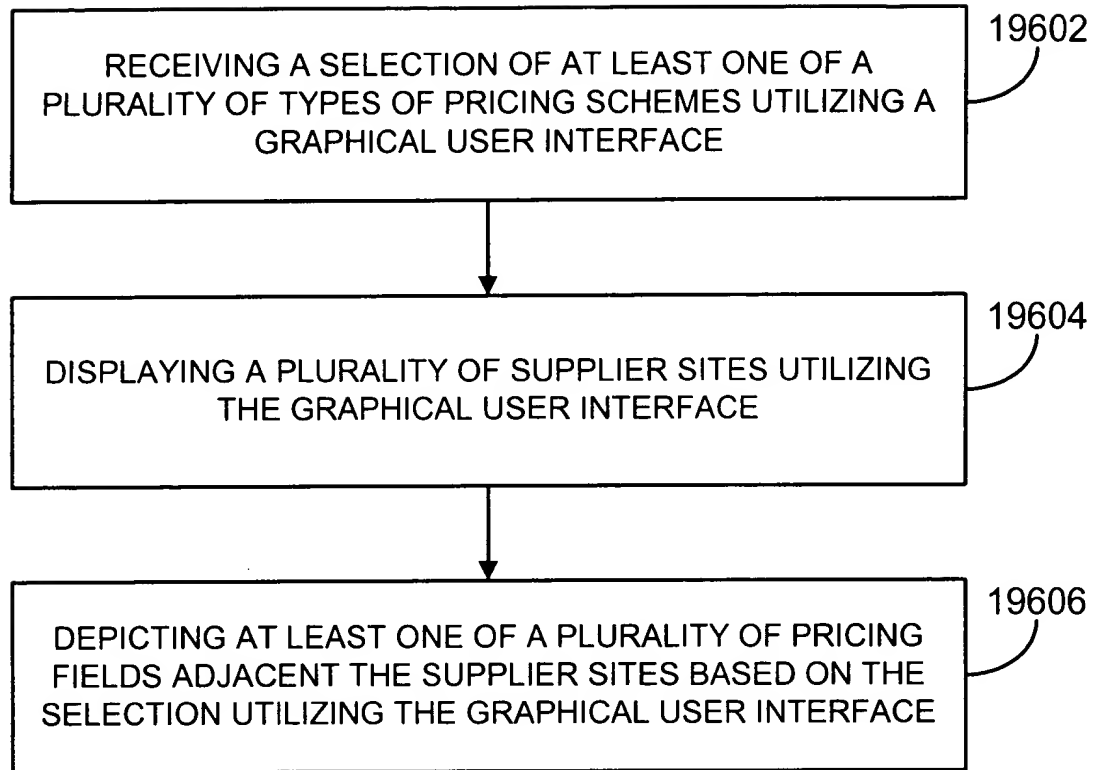 19602
RECEIVING A SELECTION OF AT LEAST ONE OF A
PLURALITY OF TYPES OF PRICING SCHEMES UTILIZING A
GRAPHICAL USER INTERFACE
19604
DISPLAYING A PLURALITY OF SUPPLIER SITES UTILIZING
THE GRAPHICAL USER INTERFACE
19606
DEPICTING AT LEAST ONE OF A PLURALITY OF PRICING
FIELDS ADJACENT THE SUPPLIER SITES BASED ON THE
SELECTION UTILIZING THE GRAPHICAL USER INTERFACE